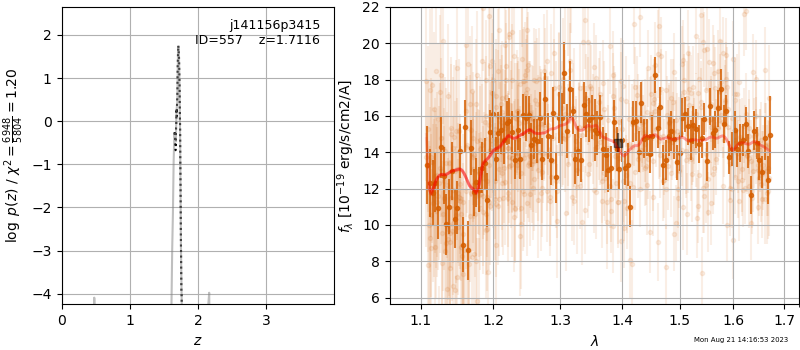 j141156p3415
ID=557 z=1.7116
log p(z) / χ² = 6948/5804 = 1.20
2
1
0
−1
−2
−3
−4
0 1 2 3
z
fλ [10⁻¹⁹ erg/s/cm2/A]
22
20
18
16
14
12
10
8
6
1.1 1.2 1.3 1.4 1.5 1.6 1.7
λ
Mon Aug 21 14:16:53 2023